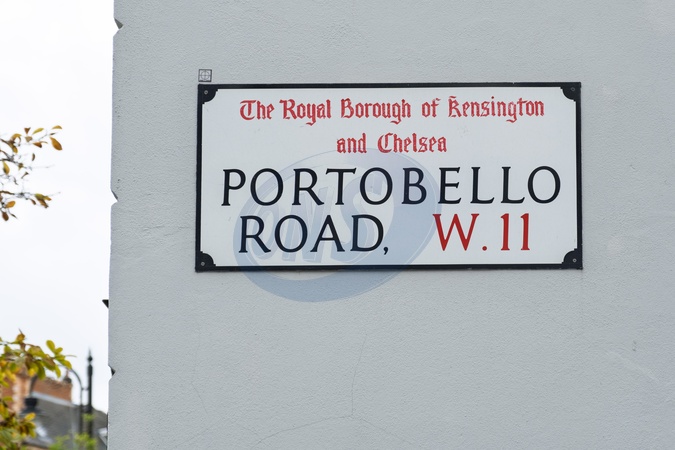 The Royal Borough of Kensington
and Chelsea
PORTOBELLO
ROAD, W.11